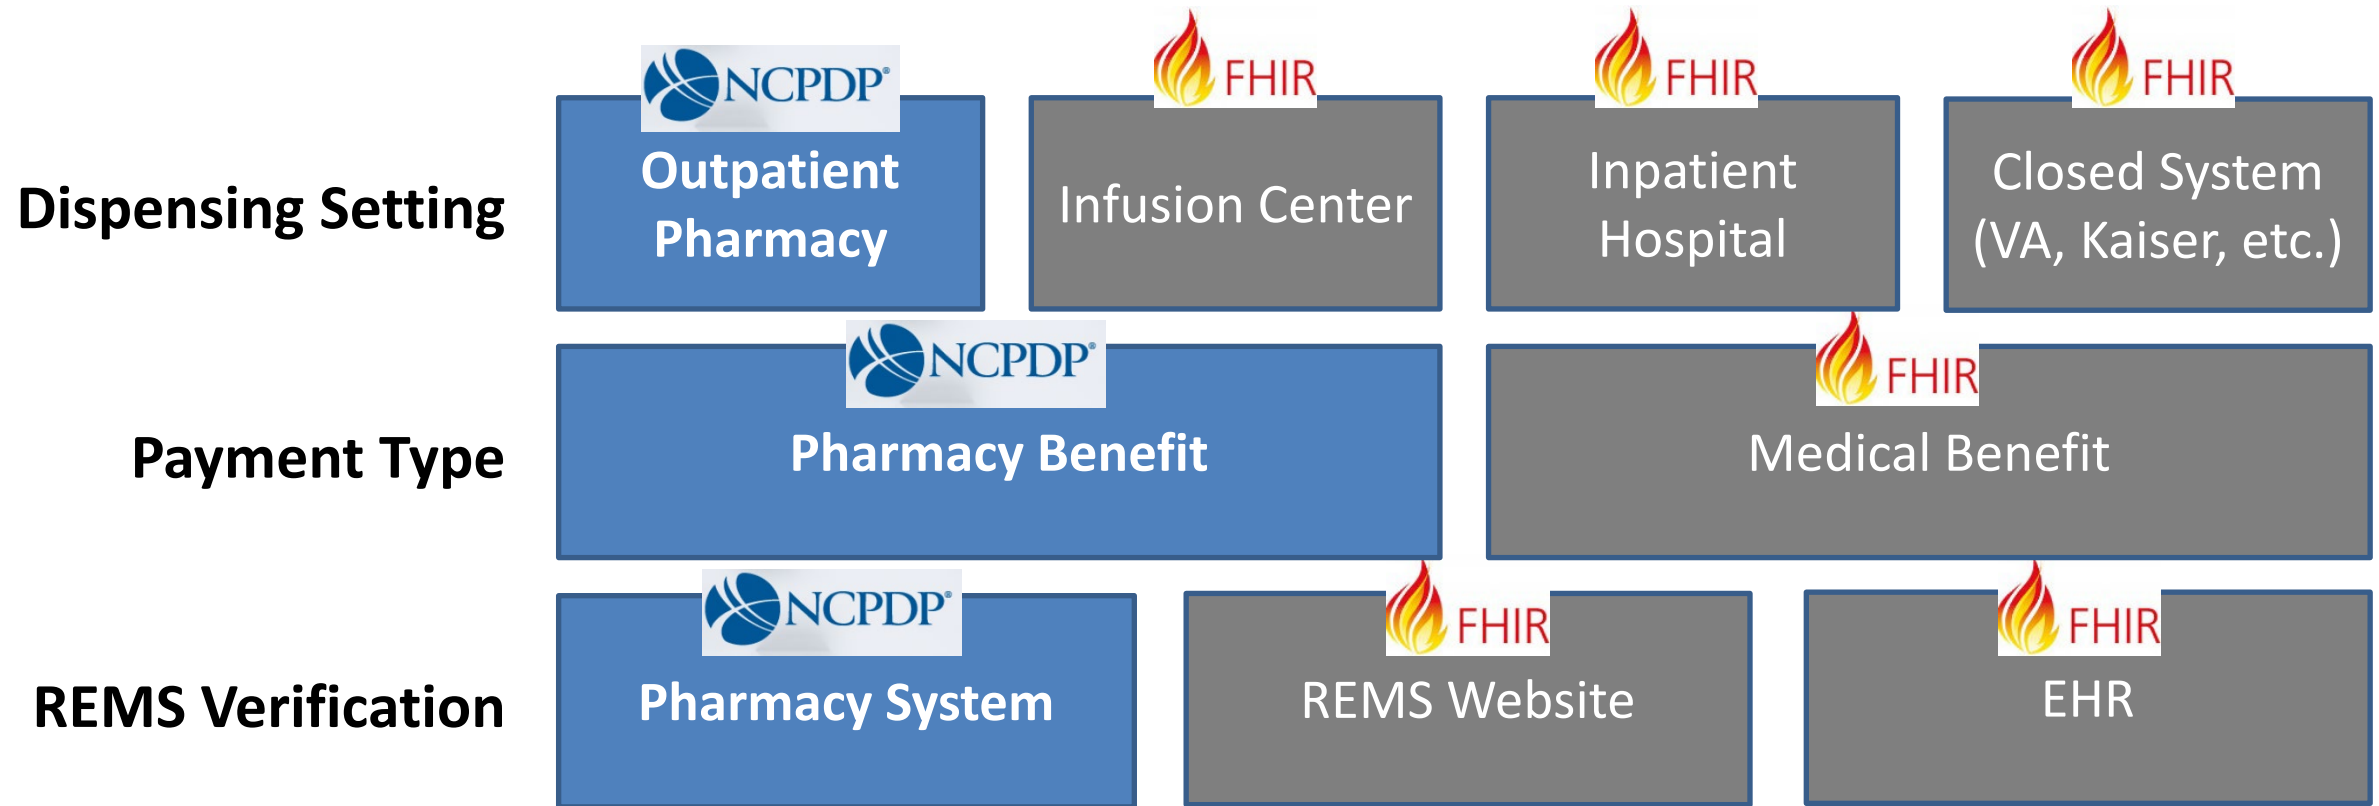 NCPDP®
FHIR
FHIR
FHIR
Dispensing Setting
Outpatient
Pharmacy
Infusion Center
Inpatient
Hospital
Closed System
(VA, Kaiser, etc.)
NCPDP®
FHIR
Payment Type
Pharmacy Benefit
Medical Benefit
NCPDP®
FHIR
FHIR
REMS Verification
Pharmacy System
REMS Website
EHR